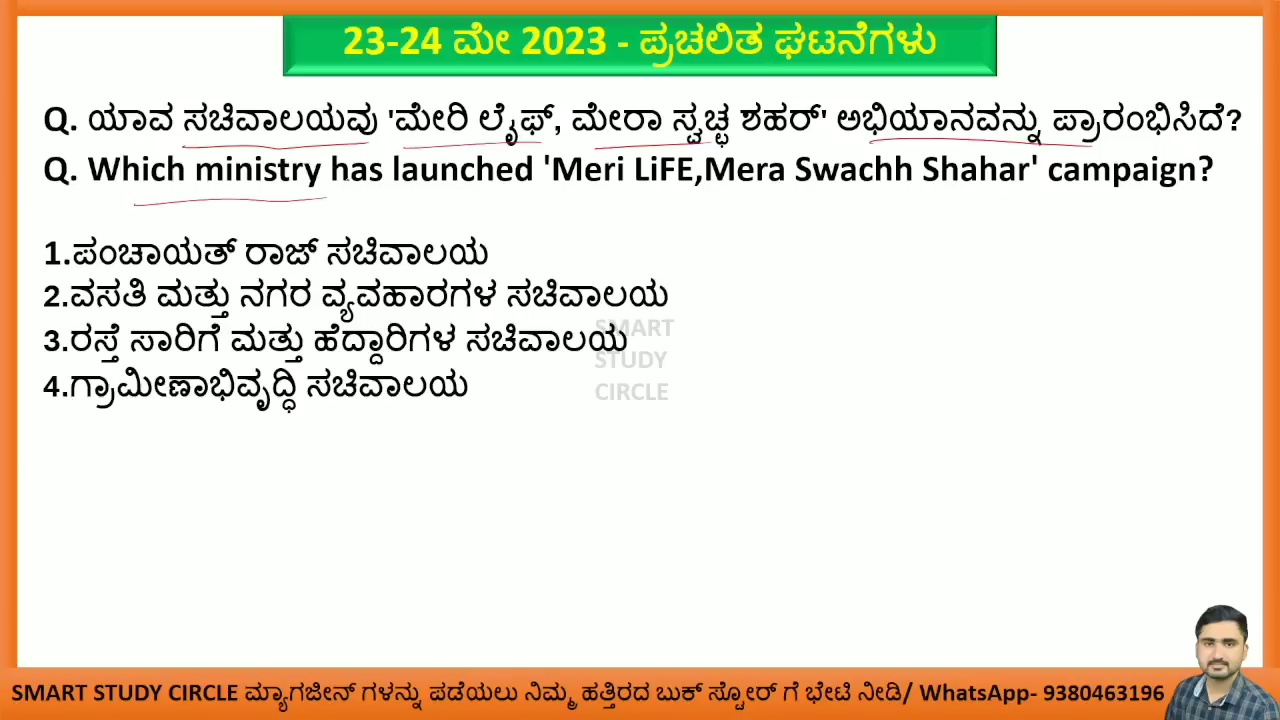 23-24 ಮೇ 2023 - ಪ್ರಚಲಿತ ಘಟನೆಗಳು
Q. ಯಾವ ಸಚಿವಾಲಯವು 'ಮೇರಿ ಲೈಫ್, ಮೇರಾ ಸ್ವಚ್ಛ ಶಹರ್' ಅಭಿಯಾನವನ್ನು ಪ್ರಾರಂಭಿಸಿದೆ?
Q. Which ministry has launched 'Meri LiFE,Mera Swachh Shahar' campaign?
1.ಪಂಚಾಯತ್ ರಾಜ್ ಸಚಿವಾಲಯ
2.ವಸತಿ ಮತ್ತು ನಗರ ವ್ಯವಹಾರಗಳ ಸಚಿವಾಲಯ
3.ರಸ್ತೆ ಸಾರಿಗೆ ಮತ್ತು ಹೆದ್ದಾರಿಗಳ ಸಚಿವಾಲಯ
4.ಗ್ರಾಮೀಣಾಭಿವೃದ್ಧಿ ಸಚಿವಾಲಯ
SMART
STUDY
CIRCLE
SMART STUDY CIRCLE ಮ್ಯಾಗಜೀನ್ ಗಳನ್ನು ಪಡೆಯಲು ನಿಮ್ಮ ಹತ್ತಿರದ ಬುಕ್ ಸ್ಟೋರ್ ಗೆ ಭೇಟಿ ನೀಡಿ/ WhatsApp- 9380463196